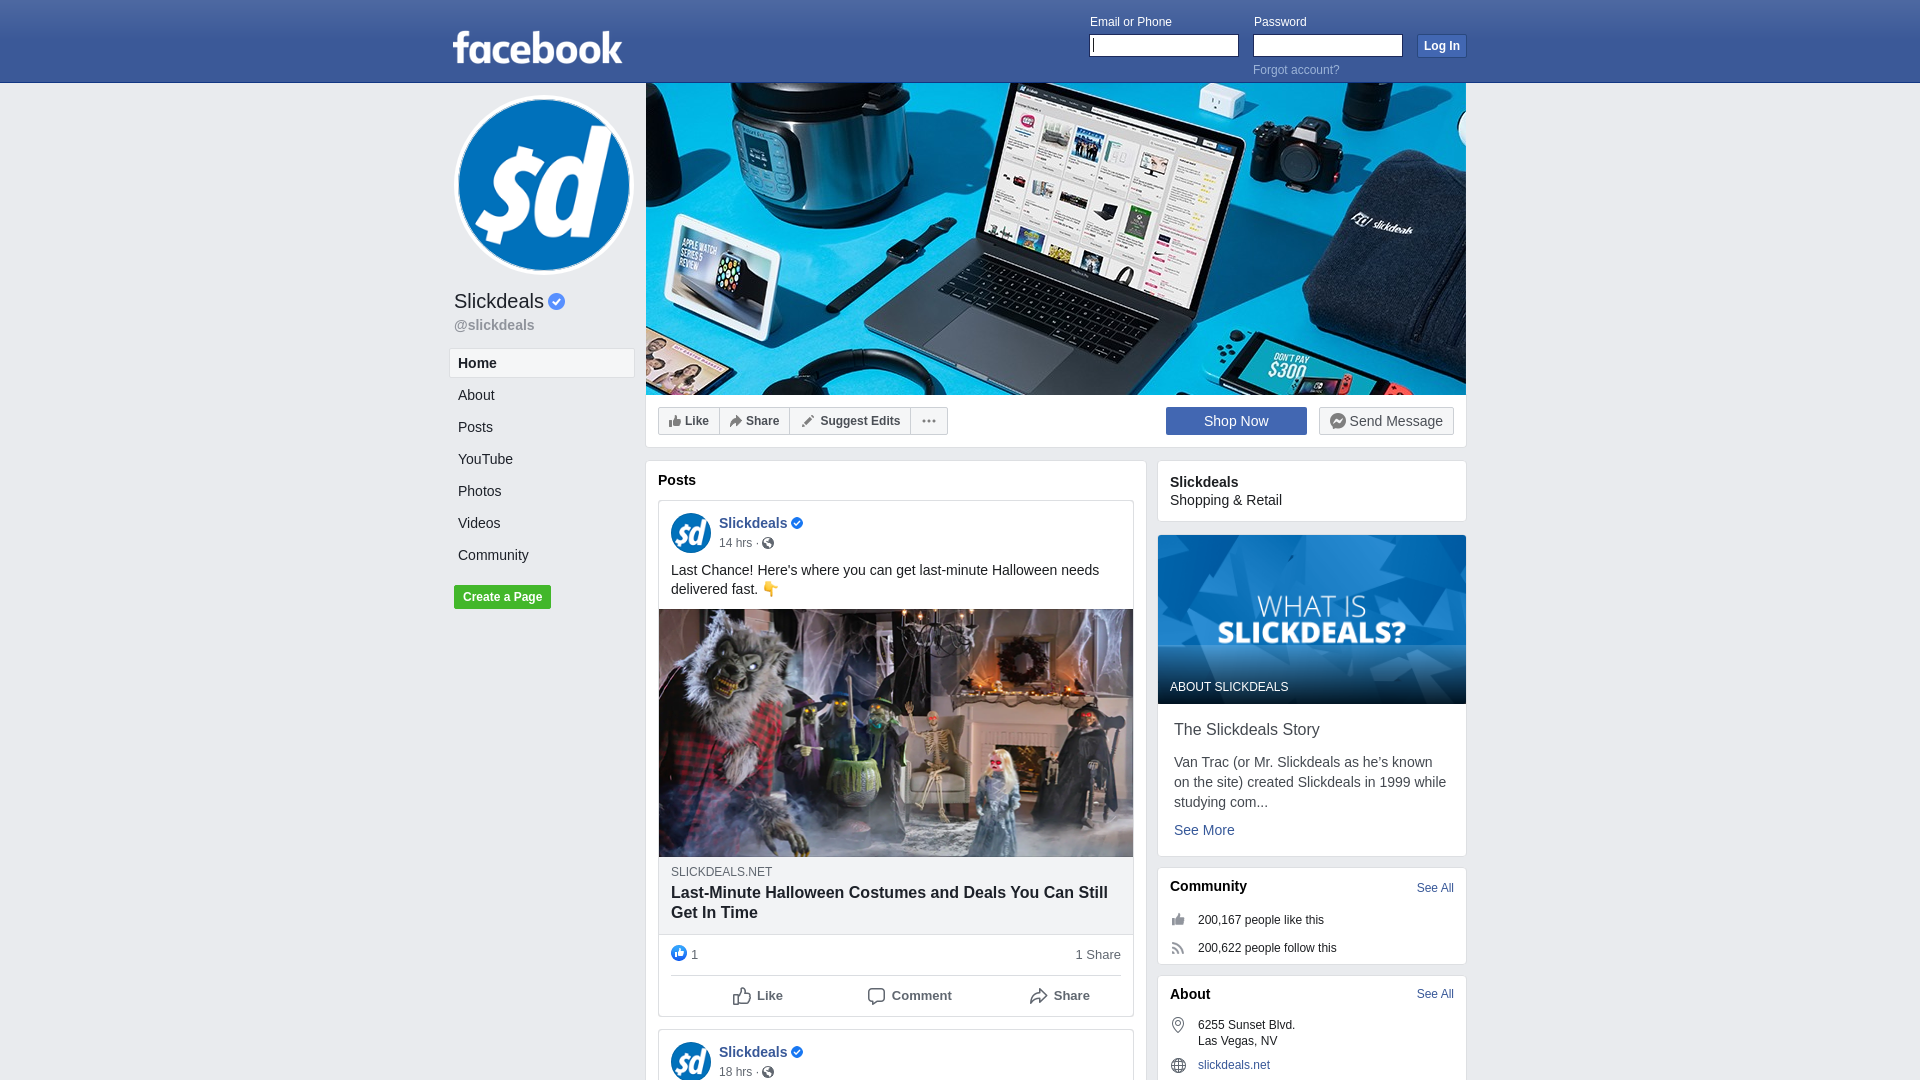 facebook
Email or Phone
Password
Log In
Forgot account?
$d
APPLE WATCH
SERIES 5
REVIEW
slickdeals
DON'T PAY
$300
Slickdeals
@slickdeals
Home
About
Posts
YouTube
Photos
Videos
Community
Create a Page
Like
Share
Suggest Edits
Shop Now
Send Message
Posts
$d
Slickdeals
14 hrs ·
Last Chance! Here's where you can get last-minute Halloween needs
delivered fast. 👇
SLICKDEALS.NET
Last-Minute Halloween Costumes and Deals You Can Still
Get In Time
1
1 Share
Like
Comment
Share
$d
Slickdeals
18 hrs ·
Slickdeals
Shopping & Retail
WHAT IS
SLICKDEALS?
ABOUT SLICKDEALS
The Slickdeals Story
Van Trac (or Mr. Slickdeals as he’s known
on the site) created Slickdeals in 1999 while
studying com...
See More
Community
See All
200,167 people like this
200,622 people follow this
About
See All
6255 Sunset Blvd.
Las Vegas, NV
slickdeals.net